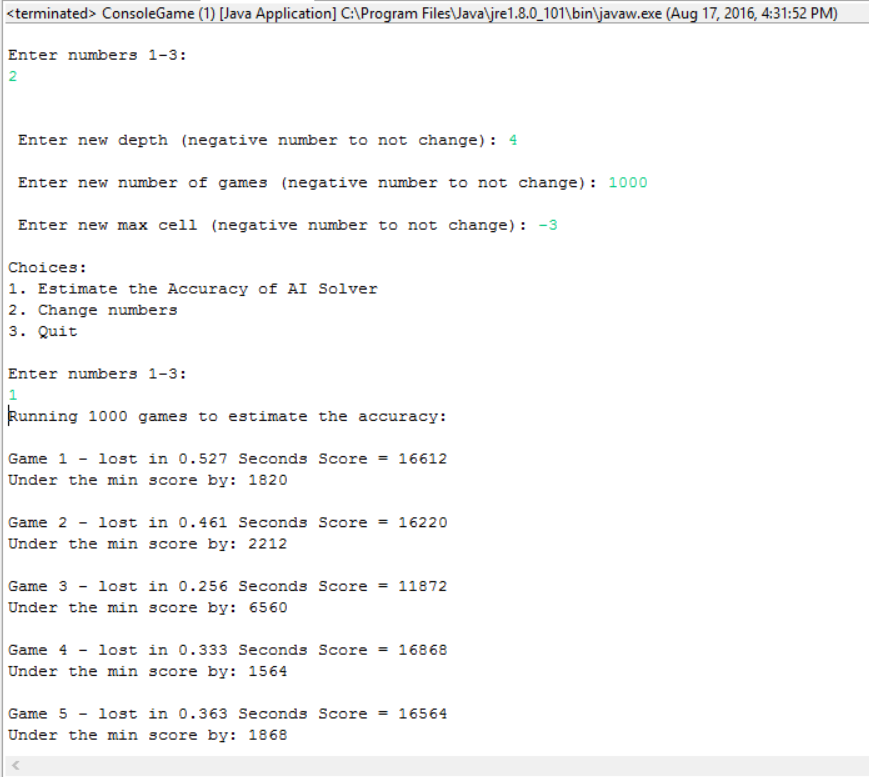 <terminated> ConsoleGame (1) [Java Application] C:\Program Files\Java\jre1.8.0_101\bin\javaw.exe (Aug 17, 2016, 4:31:52 PM)
Enter numbers 1-3:
2
Enter new depth (negative number to not change): 4
Enter new number of games (negative number to not change): 1000
Enter new max cell (negative number to not change): -3
Choices:
1. Estimate the Accuracy of AI Solver
2. Change numbers
3. Quit
Enter numbers 1-3:
1
Running 1000 games to estimate the accuracy:
Game 1 - lost in 0.527 Seconds Score = 16612
Under the min score by: 1820
Game 2 - lost in 0.461 Seconds Score = 16220
Under the min score by: 2212
Game 3 - lost in 0.256 Seconds Score = 11872
Under the min score by: 6560
Game 4 - lost in 0.333 Seconds Score = 16868
Under the min score by: 1564
Game 5 - lost in 0.363 Seconds Score = 16564
Under the min score by: 1868